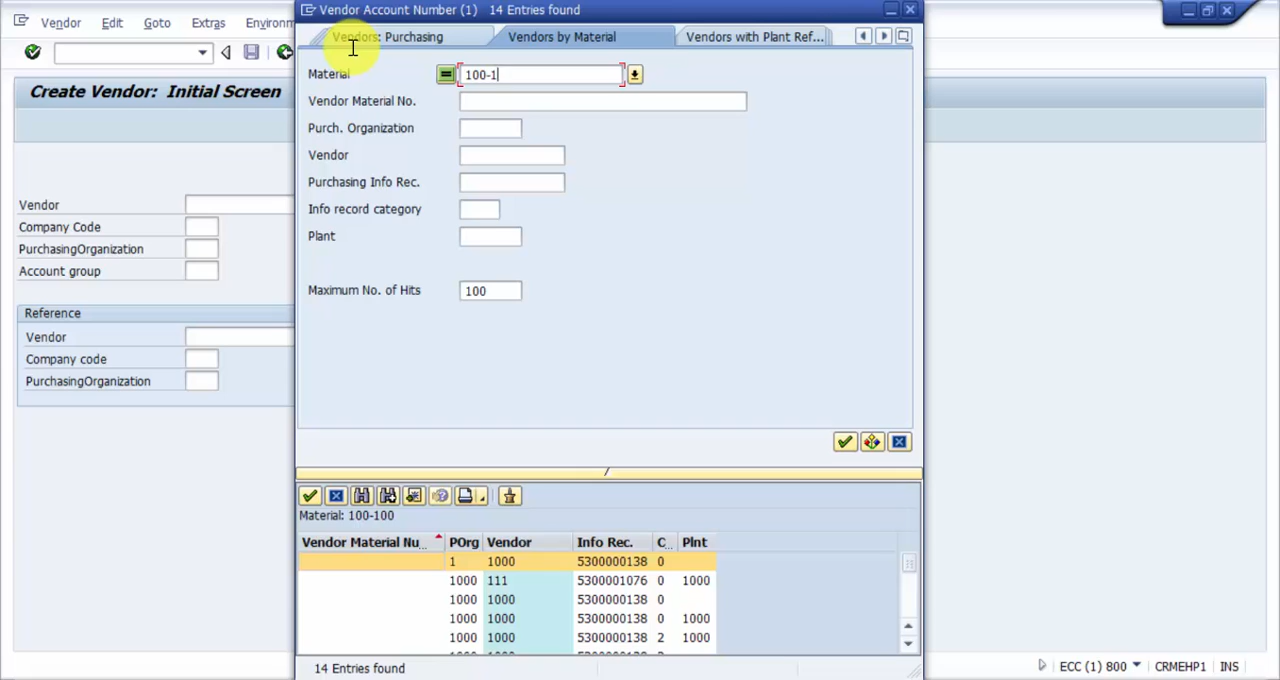 Vendor Edit Goto Extras Environm
Create Vendor: Initial Screen
Vendor
Company Code
PurchasingOrganization
Account group
Reference
Vendor
Company code
PurchasingOrganization
Vendor Account Number (1) 14 Entries found
Vendors: Purchasing
Vendors by Material
Vendors with Plant Ref...
Material 100-1
Vendor Material No.
Purch. Organization
Vendor
Purchasing Info Rec.
Info record category
Plant
Maximum No. of Hits 100
Material: 100-100
Vendor Material Nu... POrg Vendor Info Rec. C.. Plnt
1 1000 5300000138 0
1000 111 5300001076 0 1000
1000 1000 5300000138 0
1000 1000 5300000138 0 1000
1000 1000 5300000138 2 1000
14 Entries found
ECC (1) 800 CRMEHP1 INS